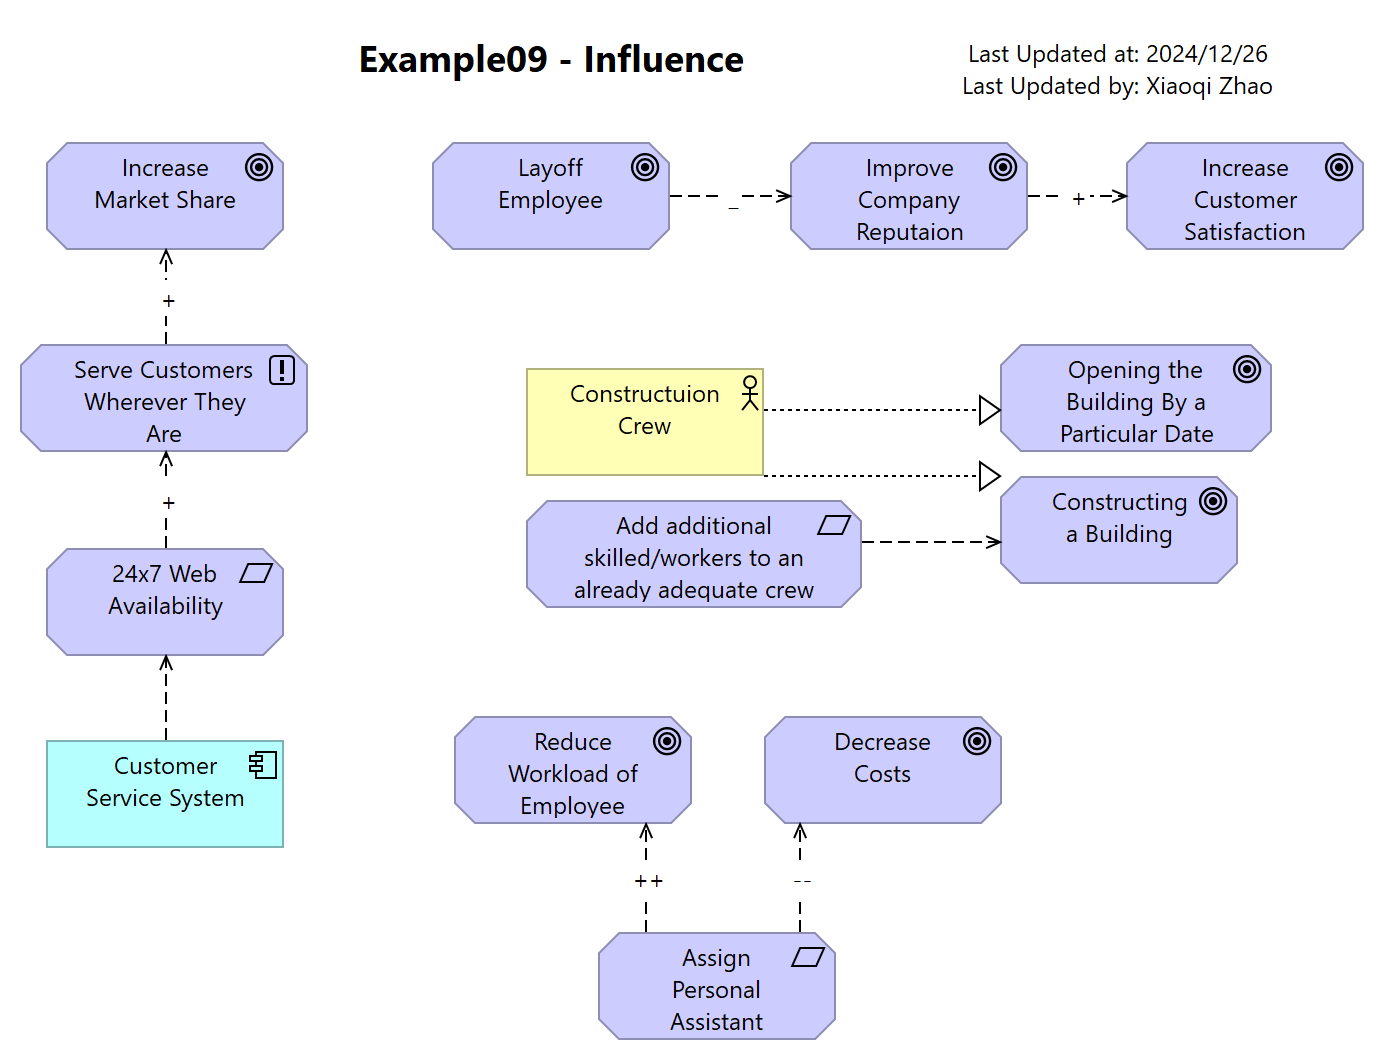 Example09 - Influence
Last Updated at: 2024/12/26
Last Updated by: Xiaoqi Zhao
Increase
Market Share
Layoff
Employee
_
Improve
Company
Reputaion
+
Increase
Customer
Satisfaction
+
Serve Customers
Wherever They
Are
+
24x7 Web
Availability
Customer
Service System
Constructuion
Crew
Opening the
Building By a
Particular Date
Add additional
skilled/workers to an
already adequate crew
Constructing
a Building
Reduce
Workload of
Employee
Decrease
Costs
++
--
Assign
Personal
Assistant